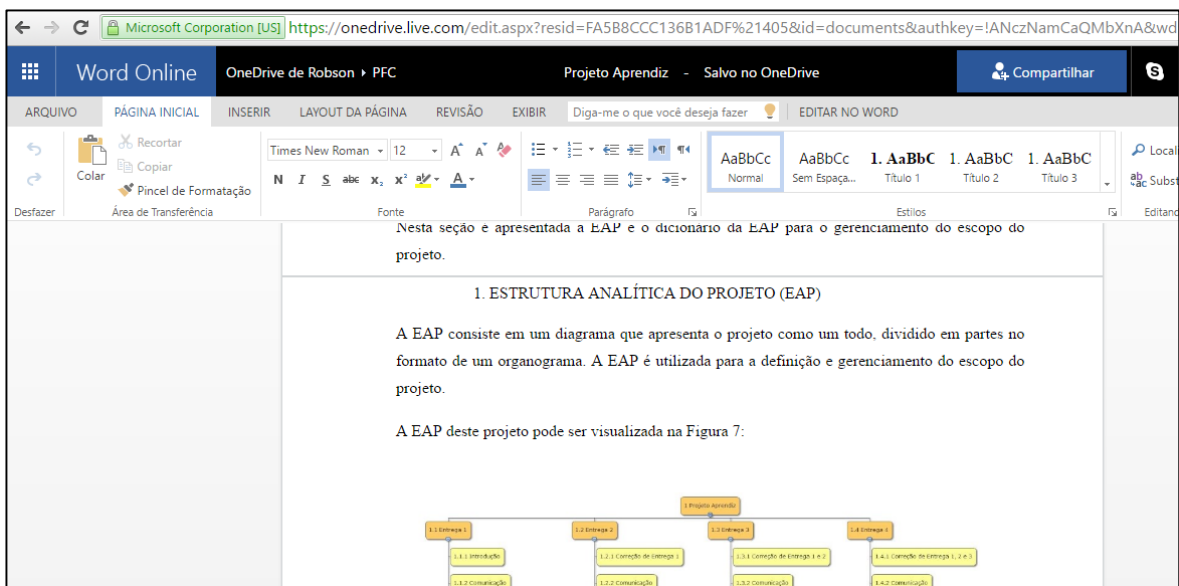 Microsoft Corporation [US] https://onedrive.live.com/edit.aspx?resid=FA5B8CCC136B1ADF%21405&id=documents&authkey=!ANczNamCaQMbXnA&wd
Word Online OneDrive de Robson ▸ PFC Projeto Aprendiz - Salvo no OneDrive Compartilhar
ARQUIVO PÁGINA INICIAL INSERIR LAYOUT DA PÁGINA REVISÃO EXIBIR Diga-me o que você deseja fazer EDITAR NO WORD
Recortar
Copiar
Colar
Pincel de Formatação
Times New Roman 12
N I S abc x₂ x²
AaBbCc AaBbCc 1. AaBbC 1. AaBbC 1. AaBbC
Normal Sem Espaça... Título 1 Título 2 Título 3
Local
Subst
Desfazer Área de Transferência Fonte Parágrafo Estilos Editand
Nesta seção é apresentada a EAP e o dicionário da EAP para o gerenciamento do escopo do
projeto.
1. ESTRUTURA ANALÍTICA DO PROJETO (EAP)
A EAP consiste em um diagrama que apresenta o projeto como um todo, dividido em partes no
formato de um organograma. A EAP é utilizada para a definição e gerenciamento do escopo do
projeto.
A EAP deste projeto pode ser visualizada na Figura 7:
1 Projeto Aprendiz
1.1 Entrega 1 1.2 Entrega 2 1.3 Entrega 3 1.4 Entrega 4
1.1.1 Introdução 1.2.1 Correção de Entrega 1 1.3.1 Correção de Entrega 1 e 2 1.4.1 Correção de Entrega 1, 2 e 3
1.1.2 Comunicação 1.2.2 Comunicação 1.3.2 Comunicação 1.4.2 Comunicação